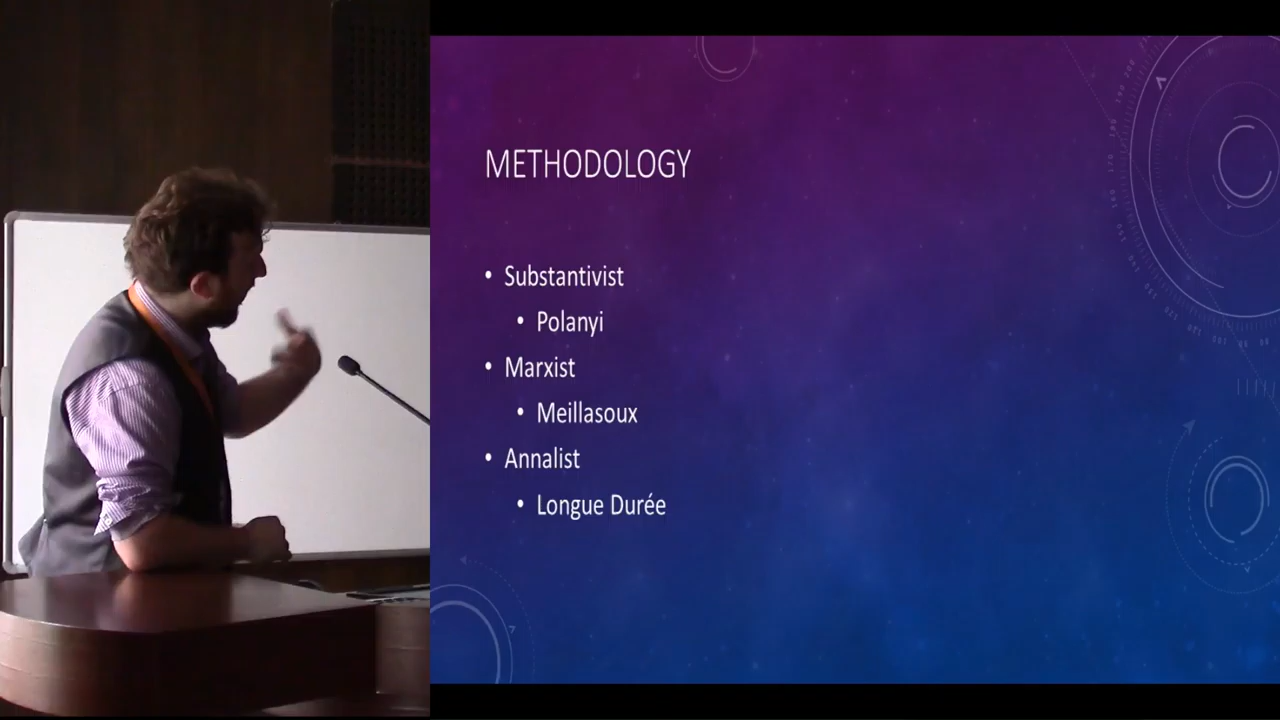 METHODOLOGY
• Substantivist
• Polanyi
• Marxist
• Meillasoux
• Annalist
• Longue Durée